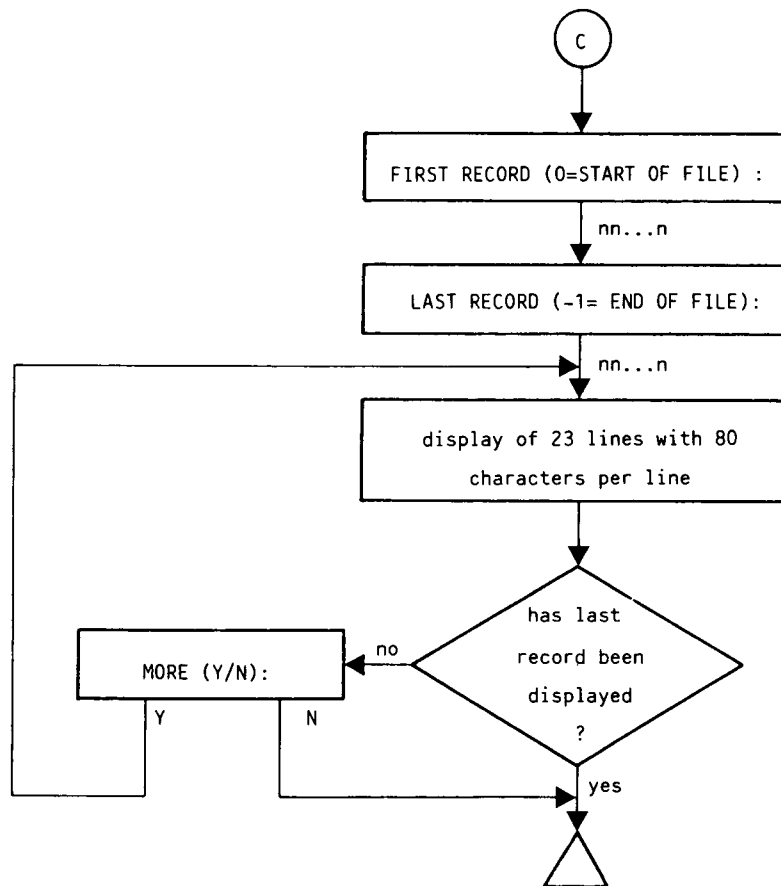 C
FIRST RECORD (0=START OF FILE) :
nn...n
LAST RECORD (-1= END OF FILE):
nn...n
display of 23 lines with 80
characters per line
has last
record been
displayed
?
no
MORE (Y/N):
Y
N
yes